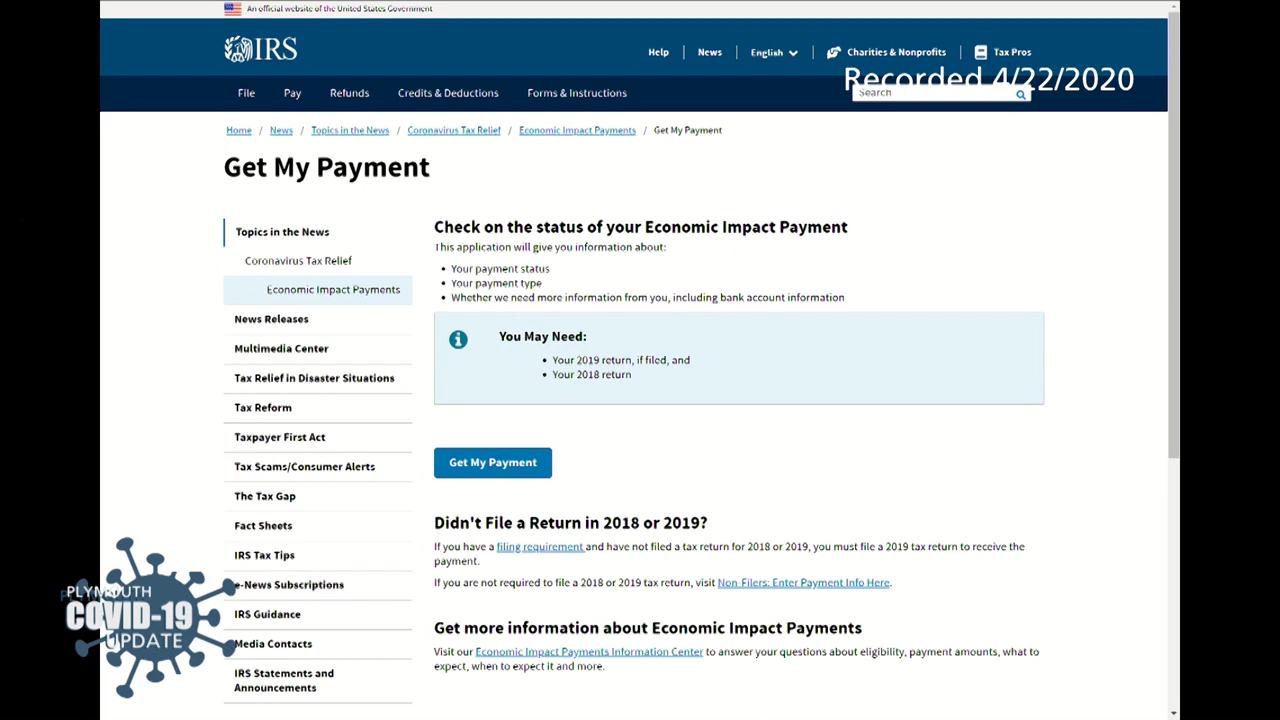 An official website of the United States Government
IRS
Help
News
English
Charities & Nonprofits
Tax Pros
Recorded 4/22/2020
Search
File
Pay
Refunds
Credits & Deductions
Forms & Instructions
Home / News / Topics in the News / Coronavirus Tax Relief / Economic Impact Payments / Get My Payment
Get My Payment
Topics in the News
Coronavirus Tax Relief
Economic Impact Payments
News Releases
Multimedia Center
Tax Relief in Disaster Situations
Tax Reform
Taxpayer First Act
Tax Scams/Consumer Alerts
The Tax Gap
Fact Sheets
IRS Tax Tips
e-News Subscriptions
IRS Guidance
Media Contacts
IRS Statements and
Announcements
Check on the status of your Economic Impact Payment
This application will give you information about:
• Your payment status
• Your payment type
• Whether we need more information from you, including bank account information
You May Need:
• Your 2019 return, if filed, and
• Your 2018 return
Get My Payment
Didn't File a Return in 2018 or 2019?
If you have a filing requirement and have not filed a tax return for 2018 or 2019, you must file a 2019 tax return to receive the
payment.
If you are not required to file a 2018 or 2019 tax return, visit Non-Filers: Enter Payment Info Here.
Get more information about Economic Impact Payments
Visit our Economic Impact Payments Information Center to answer your questions about eligibility, payment amounts, what to
expect, when to expect it and more.
PLYMOUTH
COVID-19
UPDATE